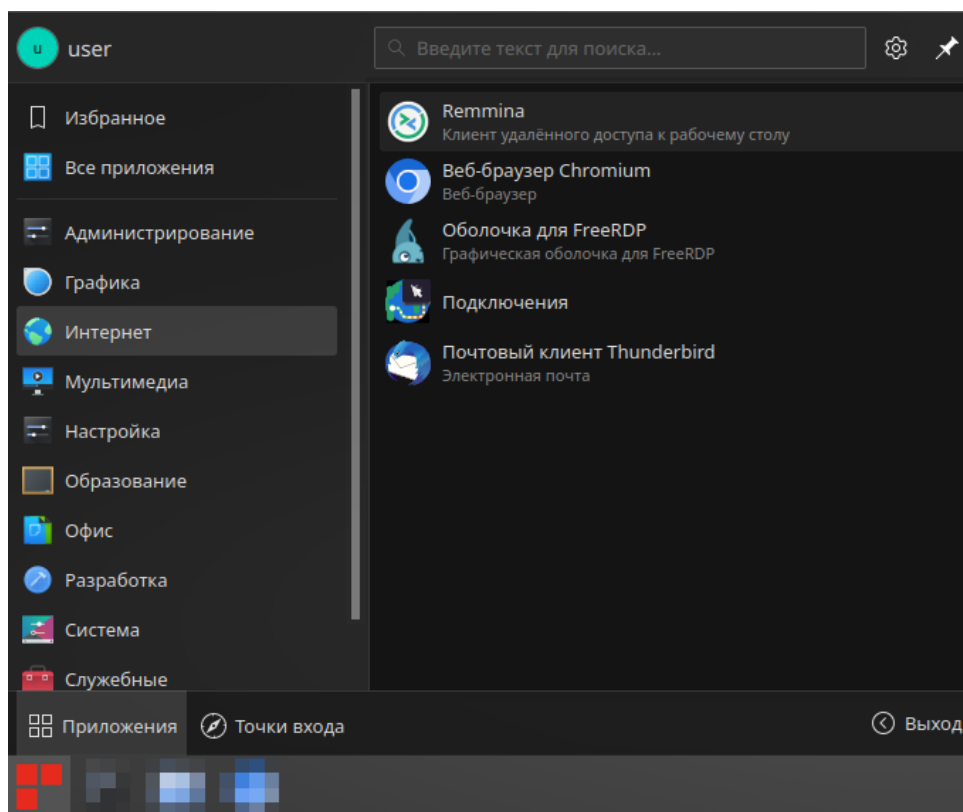 u user
Введите текст для поиска...
Избранное
Все приложения
Администрирование
Графика
Интернет
Мультимедиа
Настройка
Образование
Офис
Разработка
Система
Служебные
Remmina
Клиент удалённого доступа к рабочему столу
Веб-браузер Chromium
Веб-браузер
Оболочка для FreeRDP
Графическая оболочка для FreeRDP
Подключения
Почтовый клиент Thunderbird
Электронная почта
Приложения
Точки входа
Выход